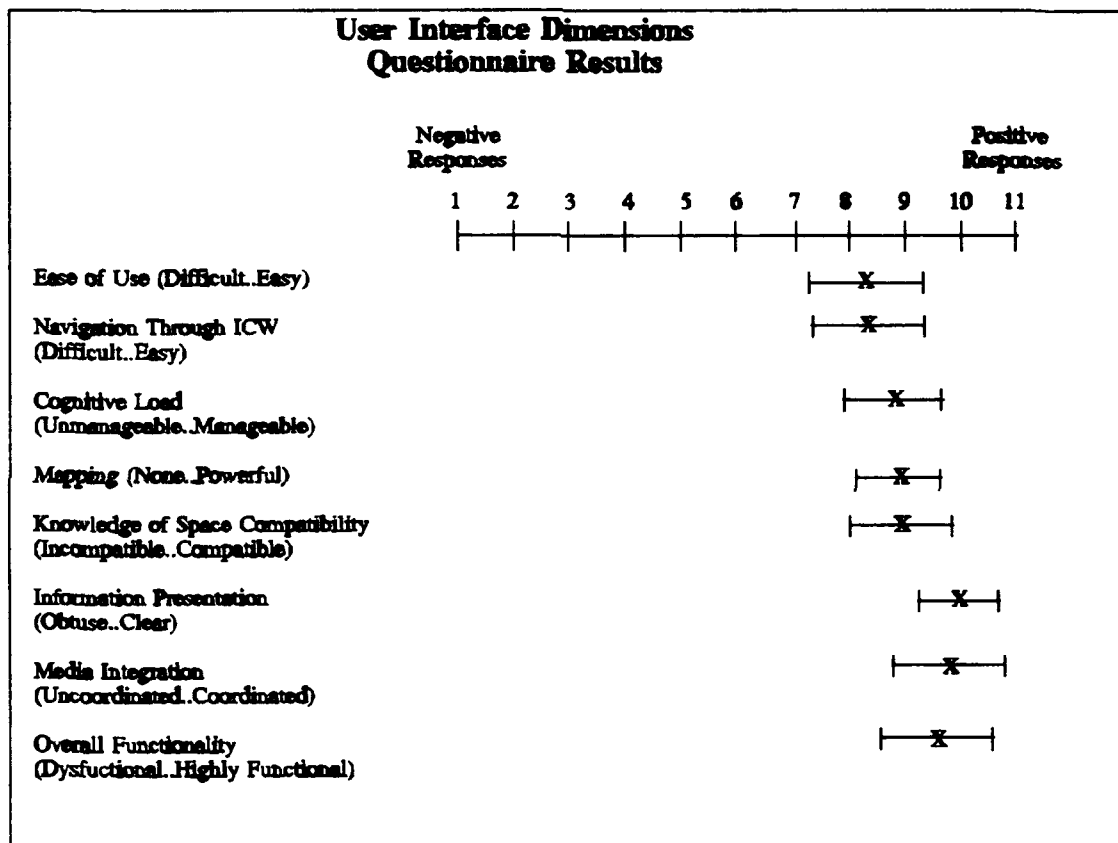 User Interface Dimensions
Questionnaire Results
Negative
Responses
Positive
Responses
1 2 3 4 5 6 7 8 9 10 11
Ease of Use (Difficult..Easy)
Navigation Through ICW
(Difficult..Easy)
Cognitive Load
(Unmanageable..Manageable)
Mapping (None..Powerful)
Knowledge of Space Compatibility
(Incompatible..Compatible)
Information Presentation
(Obtuse..Clear)
Media Integration
(Uncoordinated..Coordinated)
Overall Functionality
(Dysfuctional..Highly Functional)